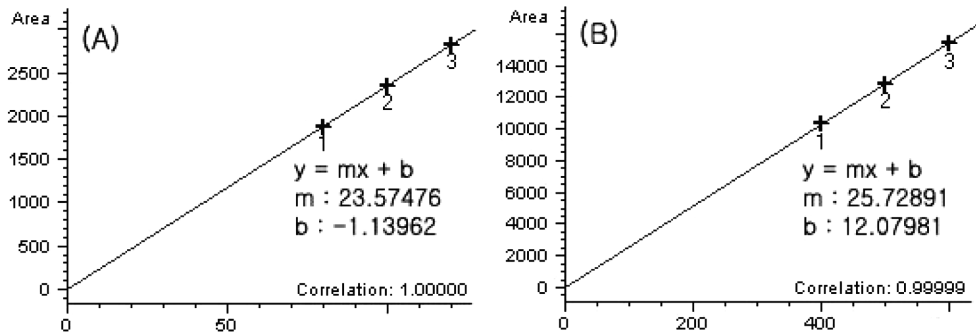 Area
(A)
2500
2000
1500
1000
500
0
0
50
1
2
3
y = mx + b
m : 23.57476
b : -1.13962
Correlation: 1.00000
Area
(B)
14000
12000
10000
8000
6000
4000
2000
0
0
200
400
1
2
3
y = mx + b
m : 25.72891
b : 12.07981
Correlation: 0.99999